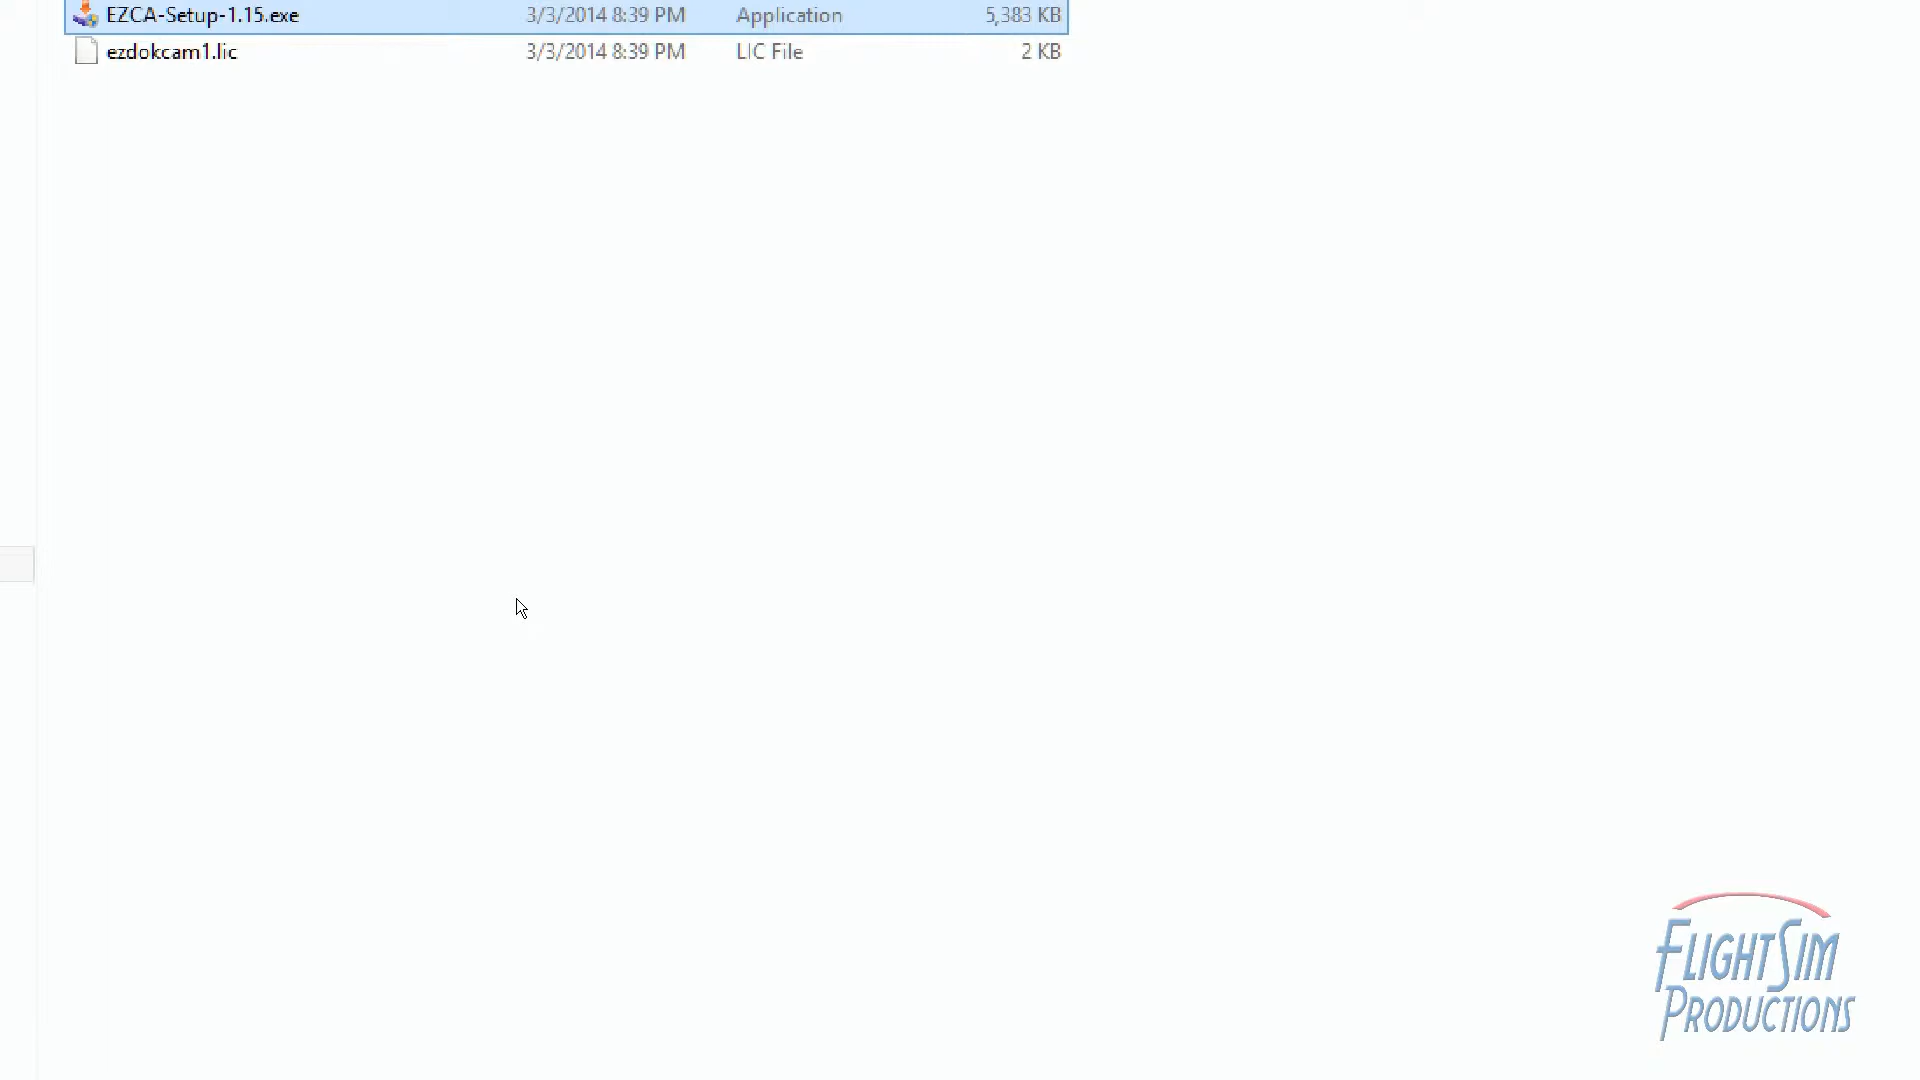 EZCA-Setup-1.15.exe 3/3/2014 8:39 PM Application 5,383 KB
ezdokcam1.lic 3/3/2014 8:39 PM LIC File 2 KB
FLIGHTSIM
PRODUCTIONS